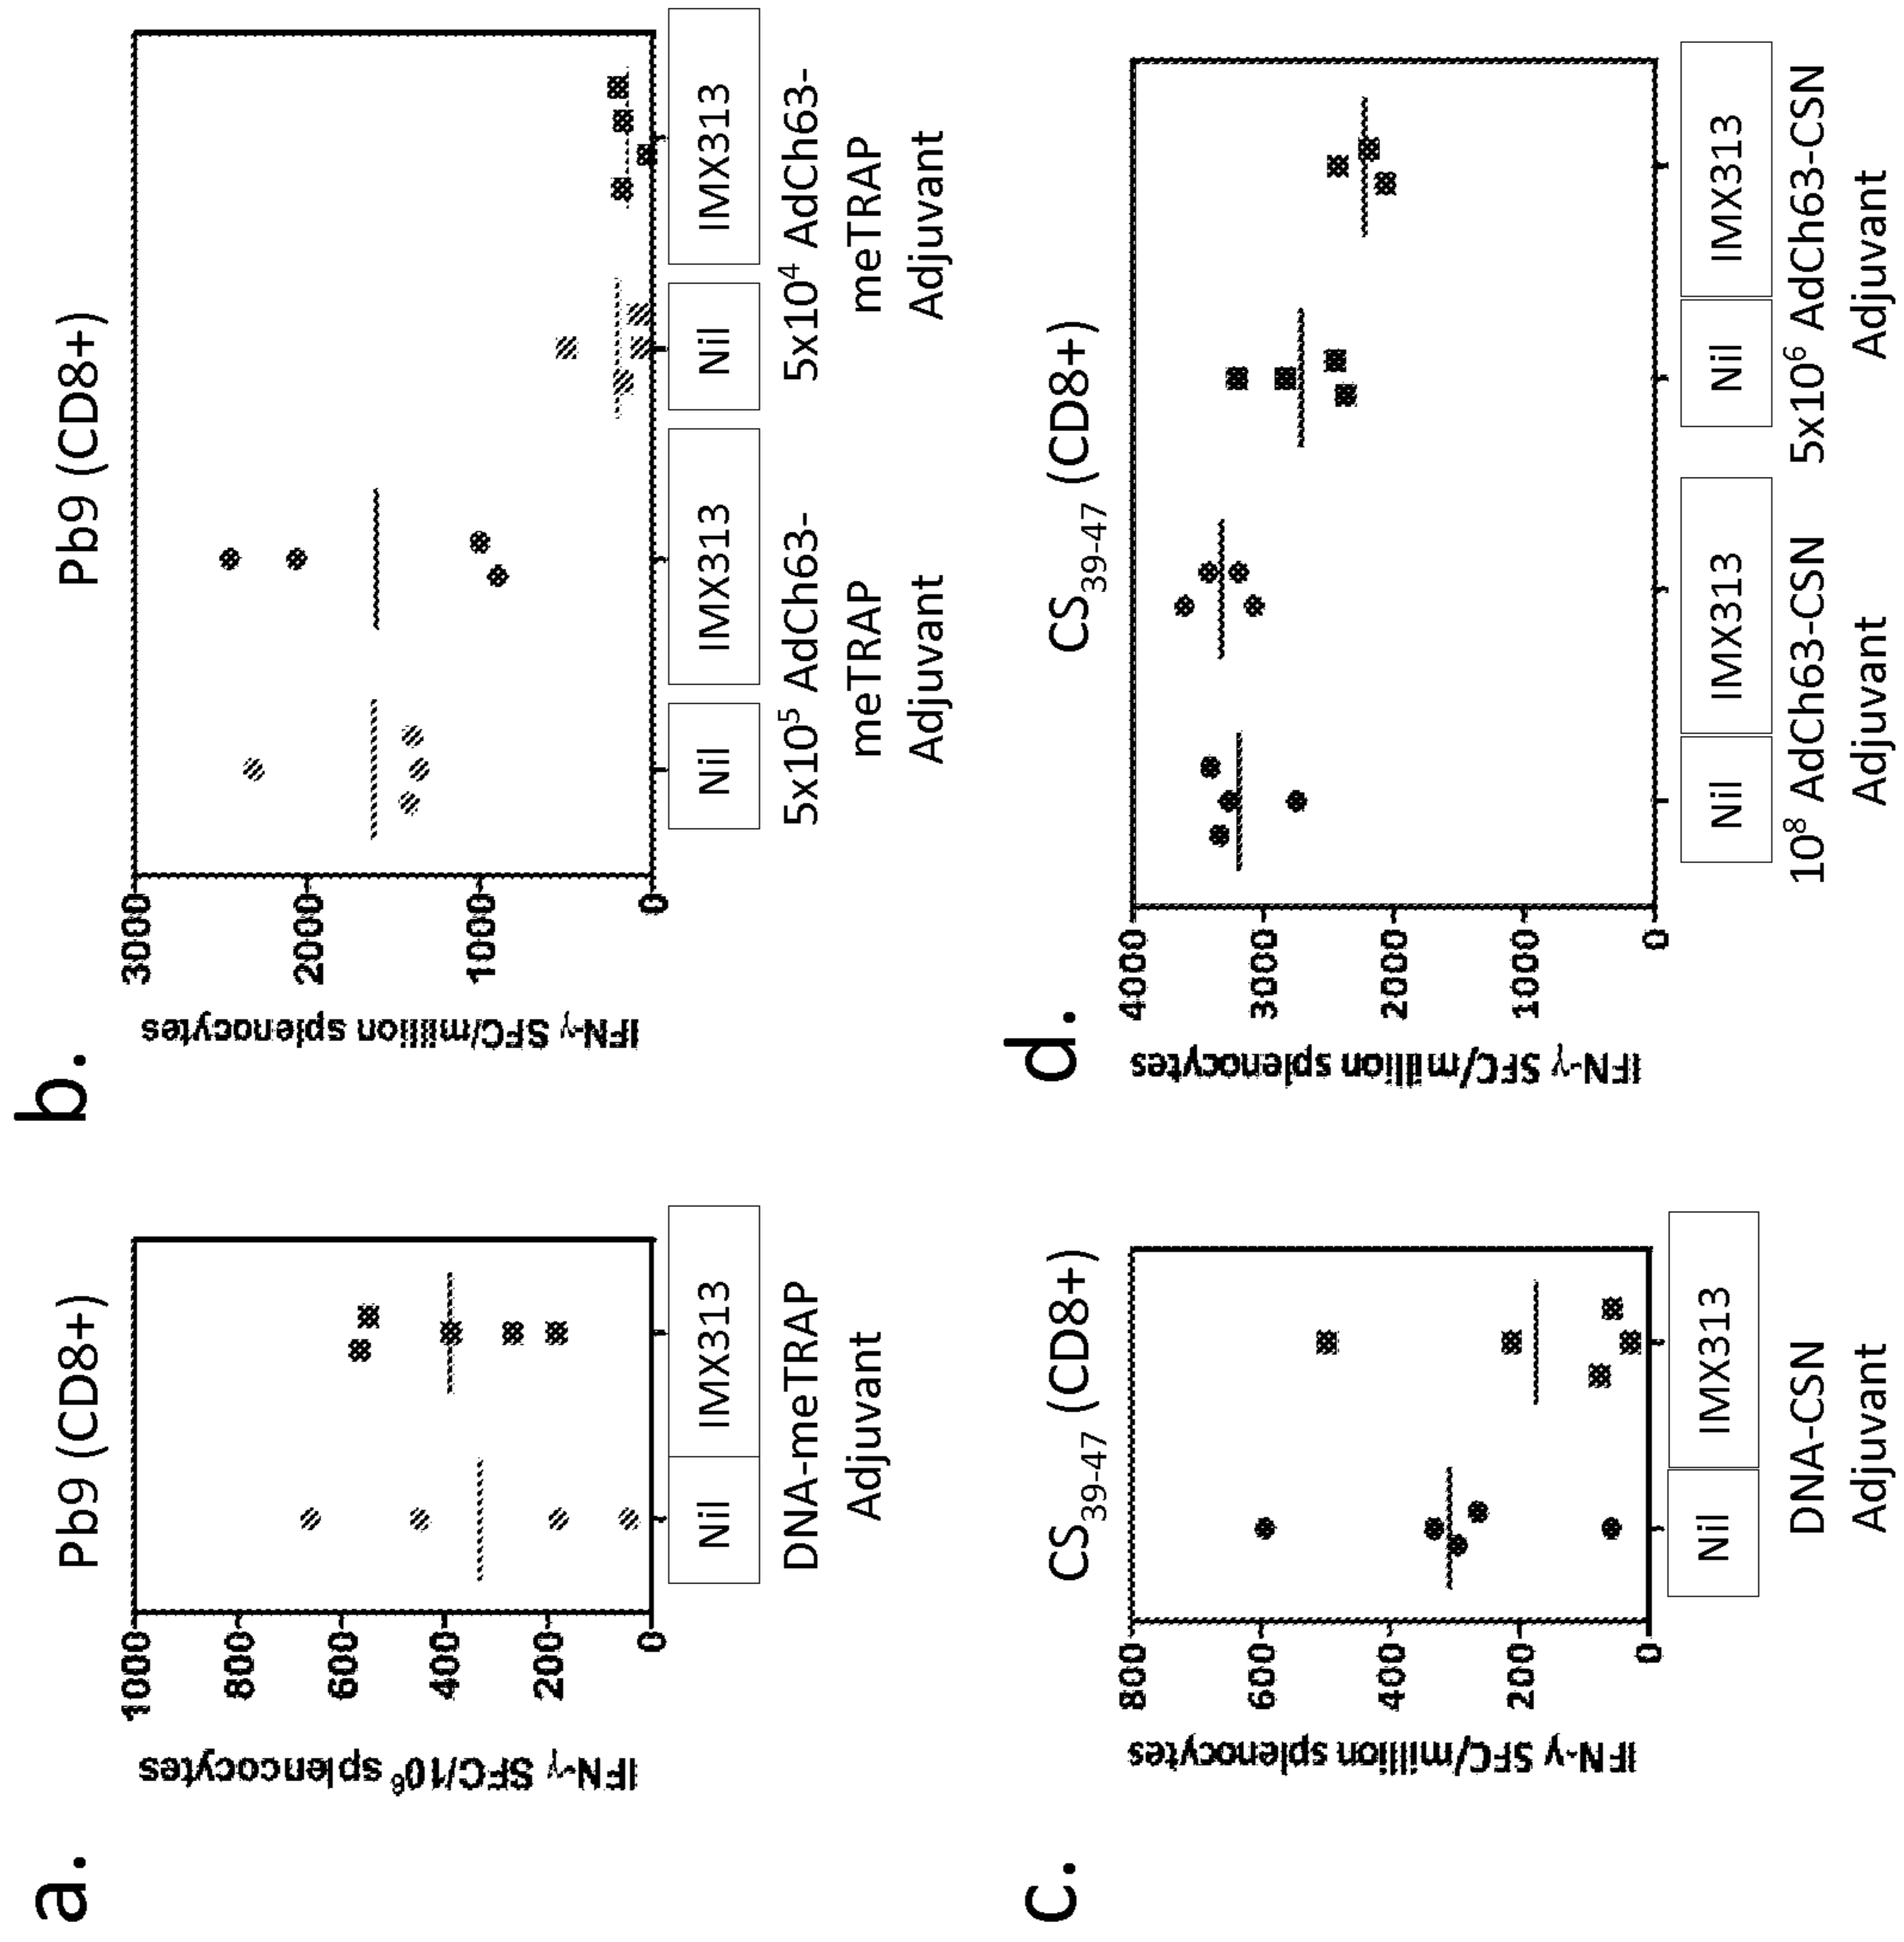 a.
Pb9 (CD8+)
IFN-γ SFC/10⁶ splencocytes
1000
800
600
400
200
0
Nil
IMX313
DNA-meTRAP
Adjuvant
b.
Pb9 (CD8+)
IFN-γ SFC/million splenocytes
3000
2000
1000
0
Nil
IMX313
Nil
IMX313
5x10⁵ AdCh63-
meTRAP
Adjuvant
5x10⁴ AdCh63-
meTRAP
Adjuvant
c.
CS₃₉₋₄₇ (CD8+)
IFN-γ SFC/million splenocytes
800
600
400
200
0
Nil
IMX313
DNA-CSN
Adjuvant
d.
CS₃₉₋₄₇ (CD8+)
IFN-γ SFC/million splenocytes
4000
3000
2000
1000
0
Nil
IMX313
Nil
IMX313
10⁸ AdCh63-CSN
Adjuvant
5x10⁶ AdCh63-CSN
Adjuvant